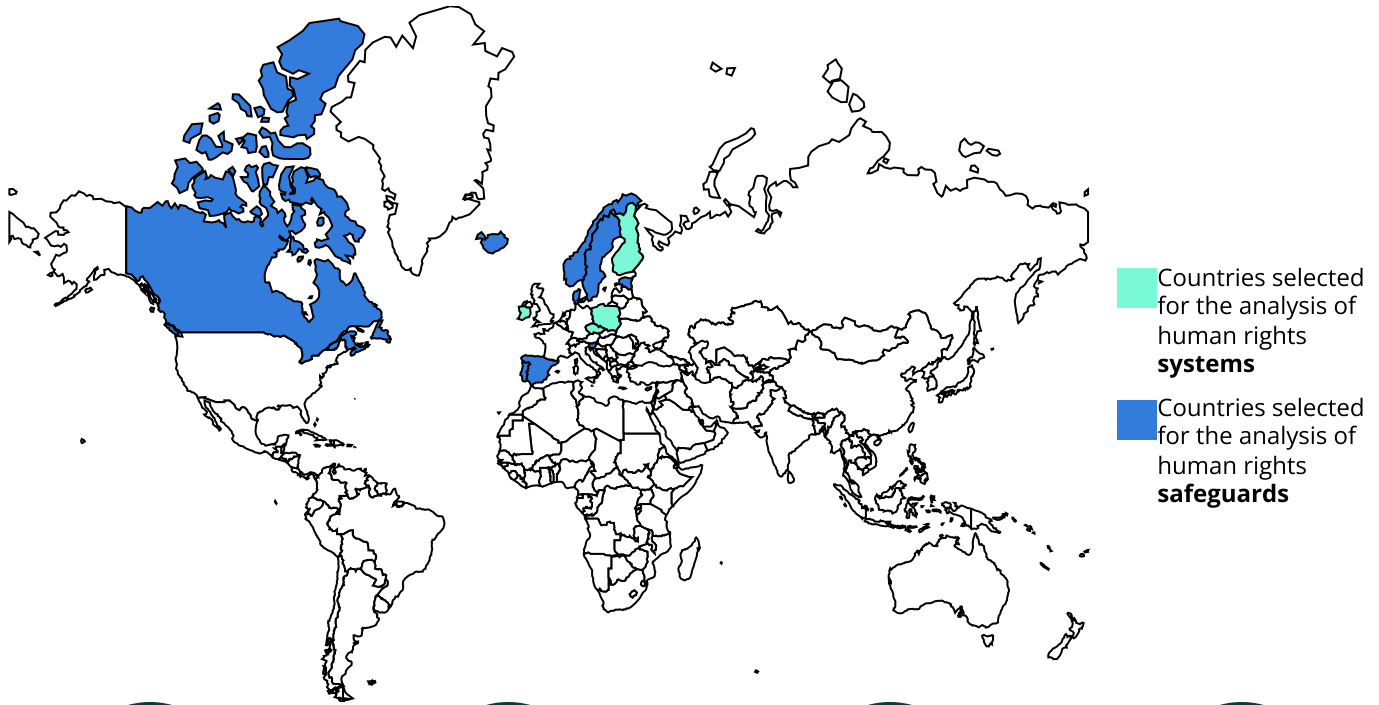 Countries selected
for the analysis of
human rights
systems
Countries selected
for the analysis of
human rights
safeguards